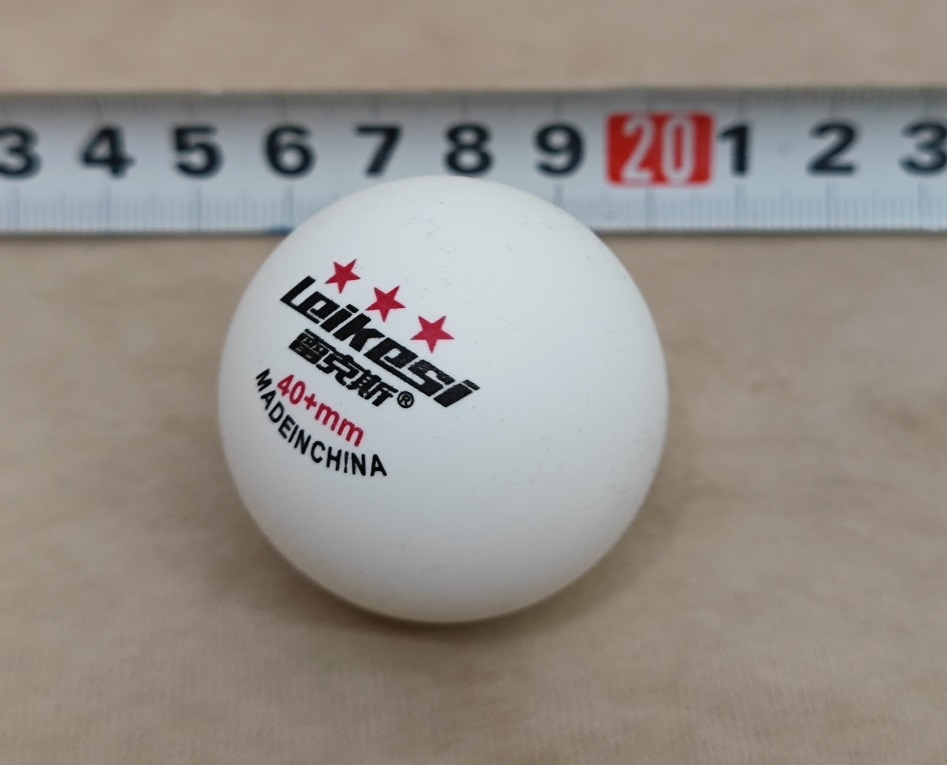 3 4 5 6 7 8 9 20 1 2 3
Leikesi
雷克斯®
40+mm
MADEINCHINA